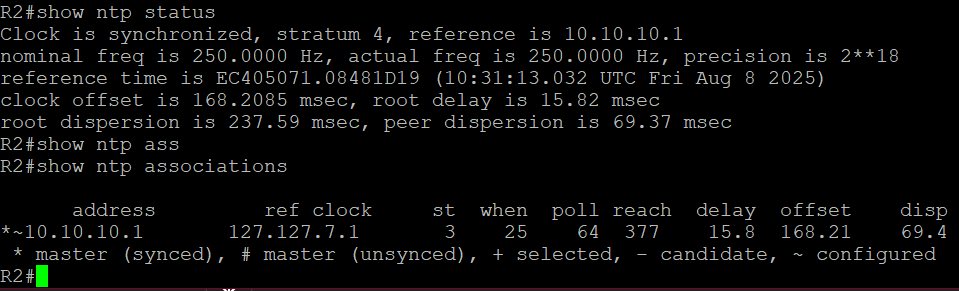 R2#show ntp status
Clock is synchronized, stratum 4, reference is 10.10.10.1
nominal freq is 250.0000 Hz, actual freq is 250.0000 Hz, precision is 2**18
reference time is EC405071.08481D19 (10:31:13.032 UTC Fri Aug 8 2025)
clock offset is 168.2085 msec, root delay is 15.82 msec
root dispersion is 237.59 msec, peer dispersion is 69.37 msec
R2#show ntp ass
R2#show ntp associations
address ref clock st when poll reach delay offset disp
*~10.10.10.1 127.127.7.1 3 25 64 377 15.8 168.21 69.4
* master (synced), # master (unsynced), + selected, - candidate, ~ configured
R2#